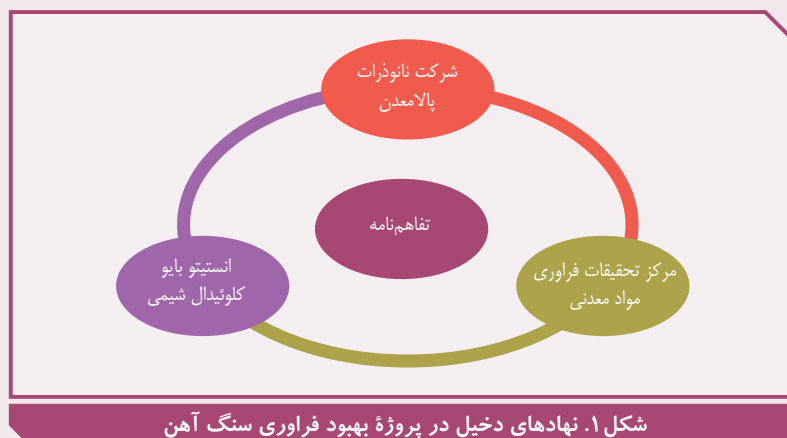 شرکت نانوذرات
پالامعدن
تفاهم‌نامه
مرکز تحقیقات فراوری
مواد معدنی
انستیتو بایو
کلوئیدال شیمی
شکل ۱. نهادهای دخیل در پروژهٔ بهبود فراوری سنگ آهن